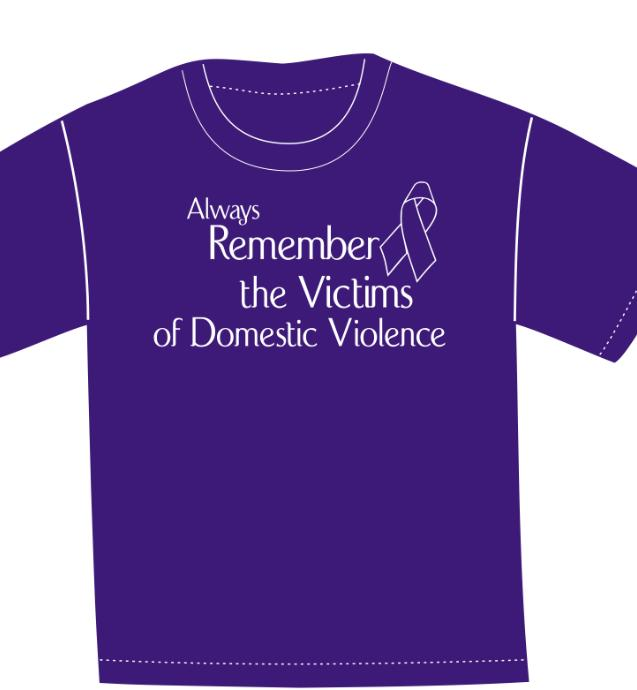 Always
Remember
the Victims
of Domestic Violence